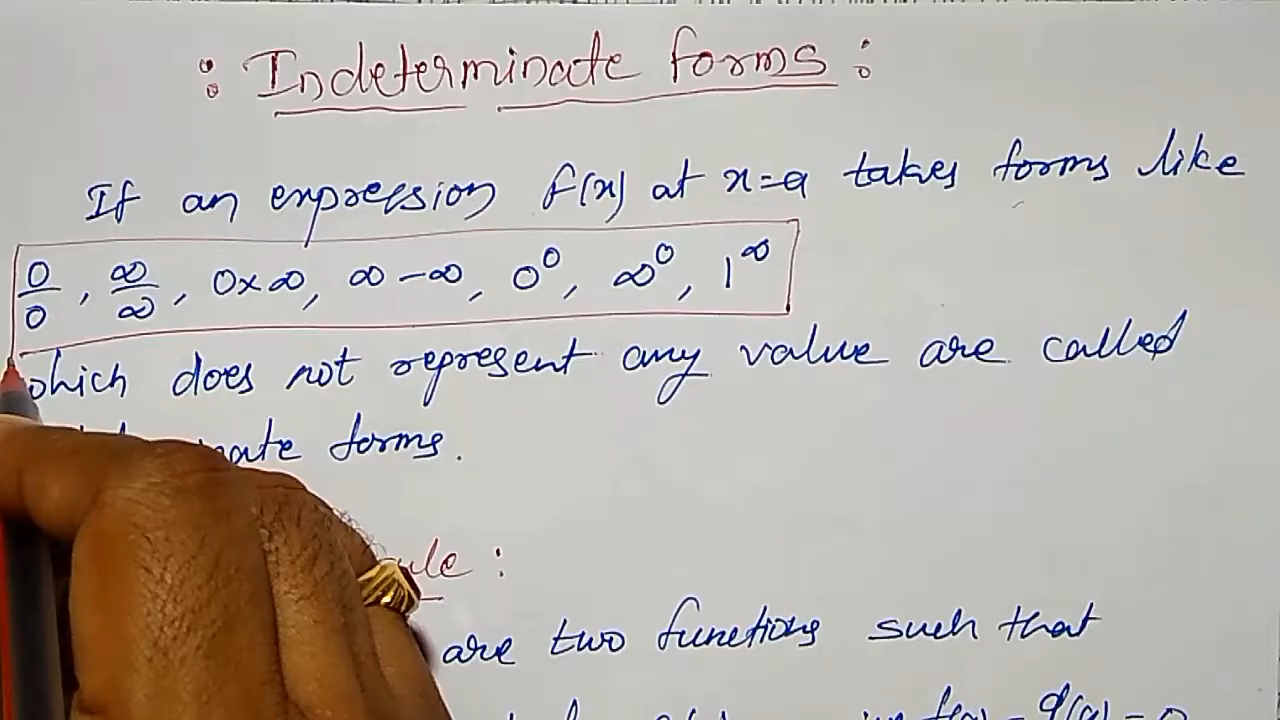 : Indeterminate forms :
If an expression f(x) at x=a takes forms like
0/0, ∞/∞, 0×∞, ∞-∞, 0⁰, ∞⁰, 1^∞
which does not represent any value are called
forms.
:
are two functions such that